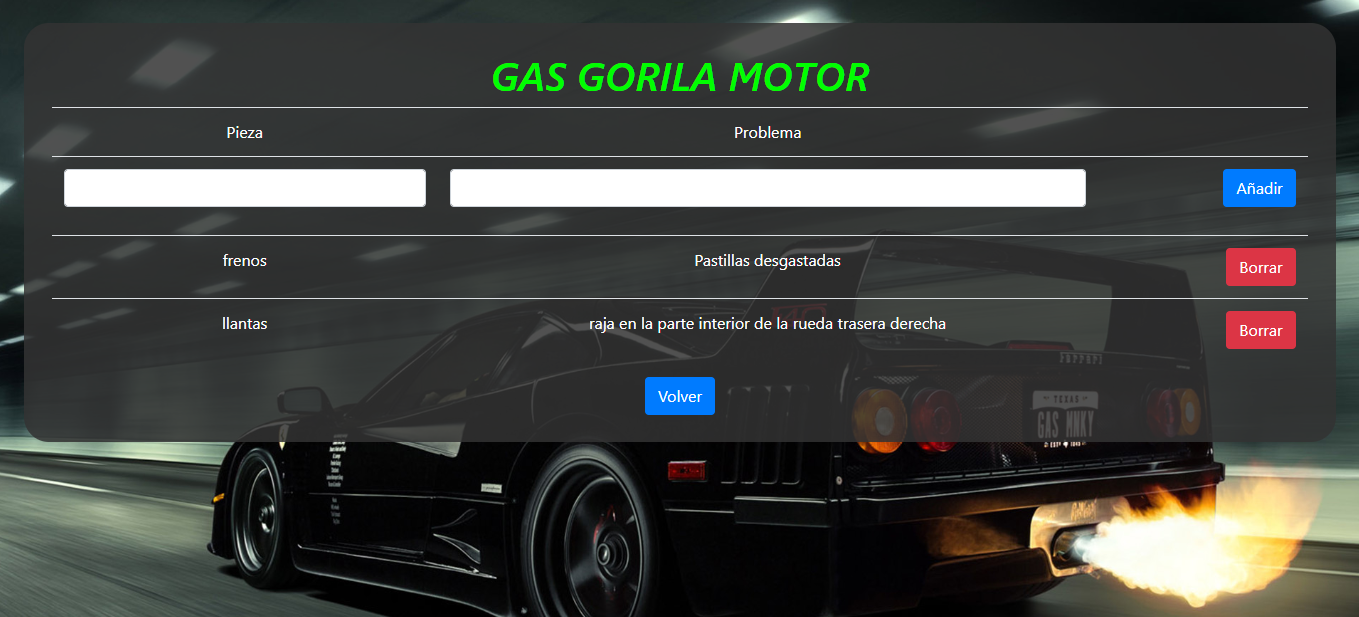 GAS GORILA MOTOR
Pieza Problema
Añadir
frenos Pastillas desgastadas Borrar
llantas raja en la parte interior de la rueda trasera derecha Borrar
Ferrari
Volver
TEXAS
GAS MNKY